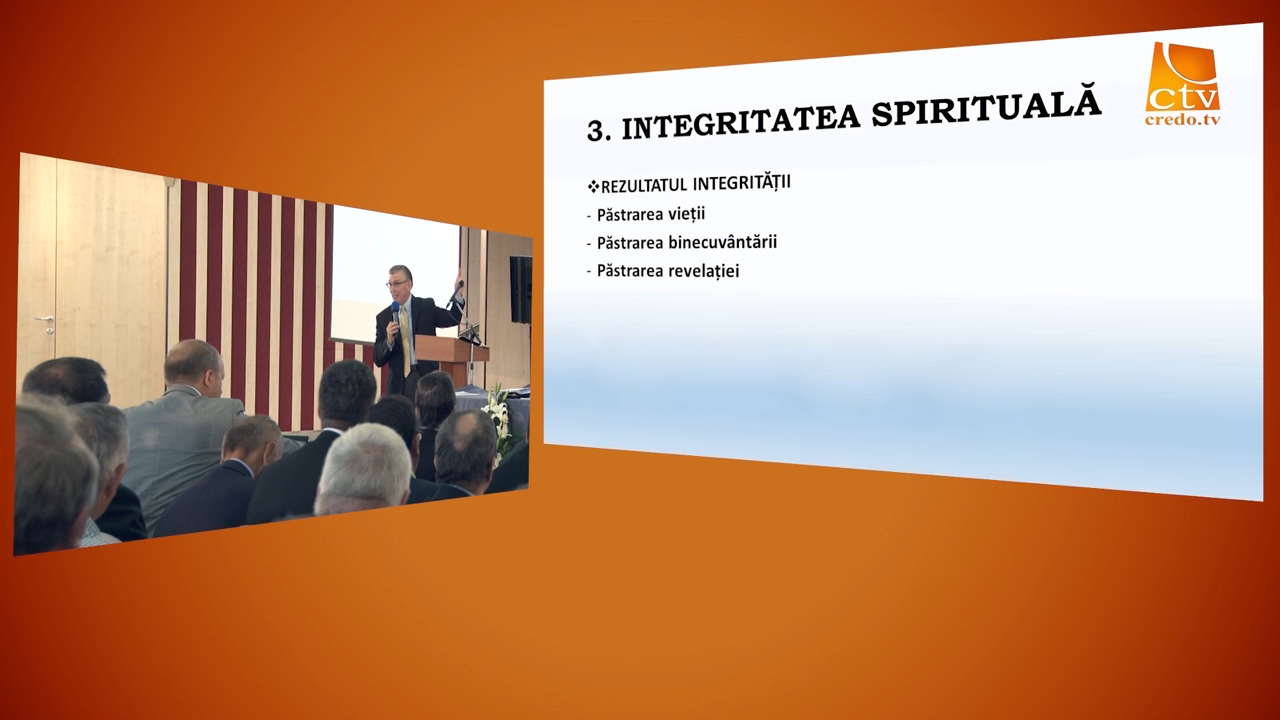 3. INTEGRITATEA SPIRITUALĂ
❖REZULTATUL INTEGRITĂȚII
- Păstrarea vieții
- Păstrarea binecuvântării
- Păstrarea revelației
ctv
credo.tv